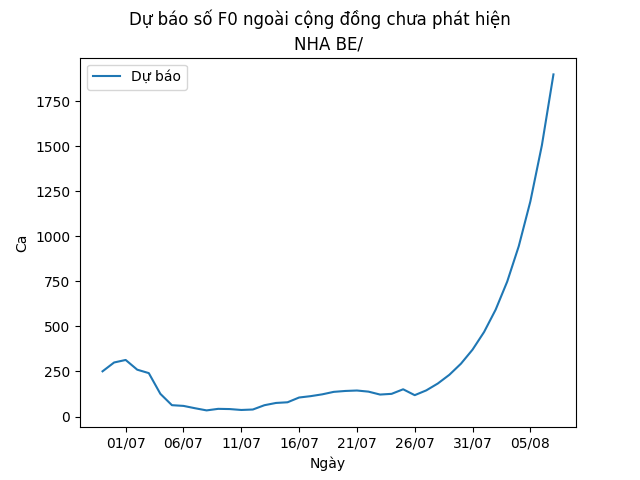 Dự báo số F0 ngoài cộng đồng chưa phát hiện
NHA BE/
Dự báo
1750
1500
1250
1000
750
500
250
0
Ca
01/07 06/07 11/07 16/07 21/07 26/07 31/07 05/08
Ngày